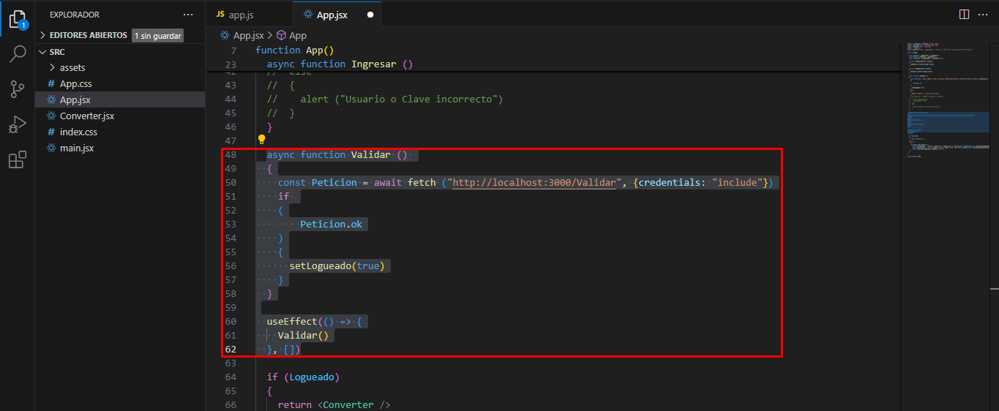 EXPLORADOR
EDITORES ABIERTOS 1 sin guardar
SRC
assets
# App.css
App.jsx
Converter.jsx
# index.css
main.jsx
1
JS app.js
App.jsx
App.jsx > App
7 function App()
23 async function Ingresar ()
42 // else
43 // {
44 // alert ("Usuario o Clave incorrecto")
45 // }
46 }
47
48 async function Validar ()
49 {
50 const Peticion = await fetch ("http://localhost:3000/Validar", {credentials: "include"})
51 if
52 (
53 Peticion.ok
54 )
55 {
56 setLogueado(true)
57 }
58 }
59
60 useEffect(() => {
61 Validar()
62 }, [])
63
64 if (Logueado)
65 {
66 return <Converter />